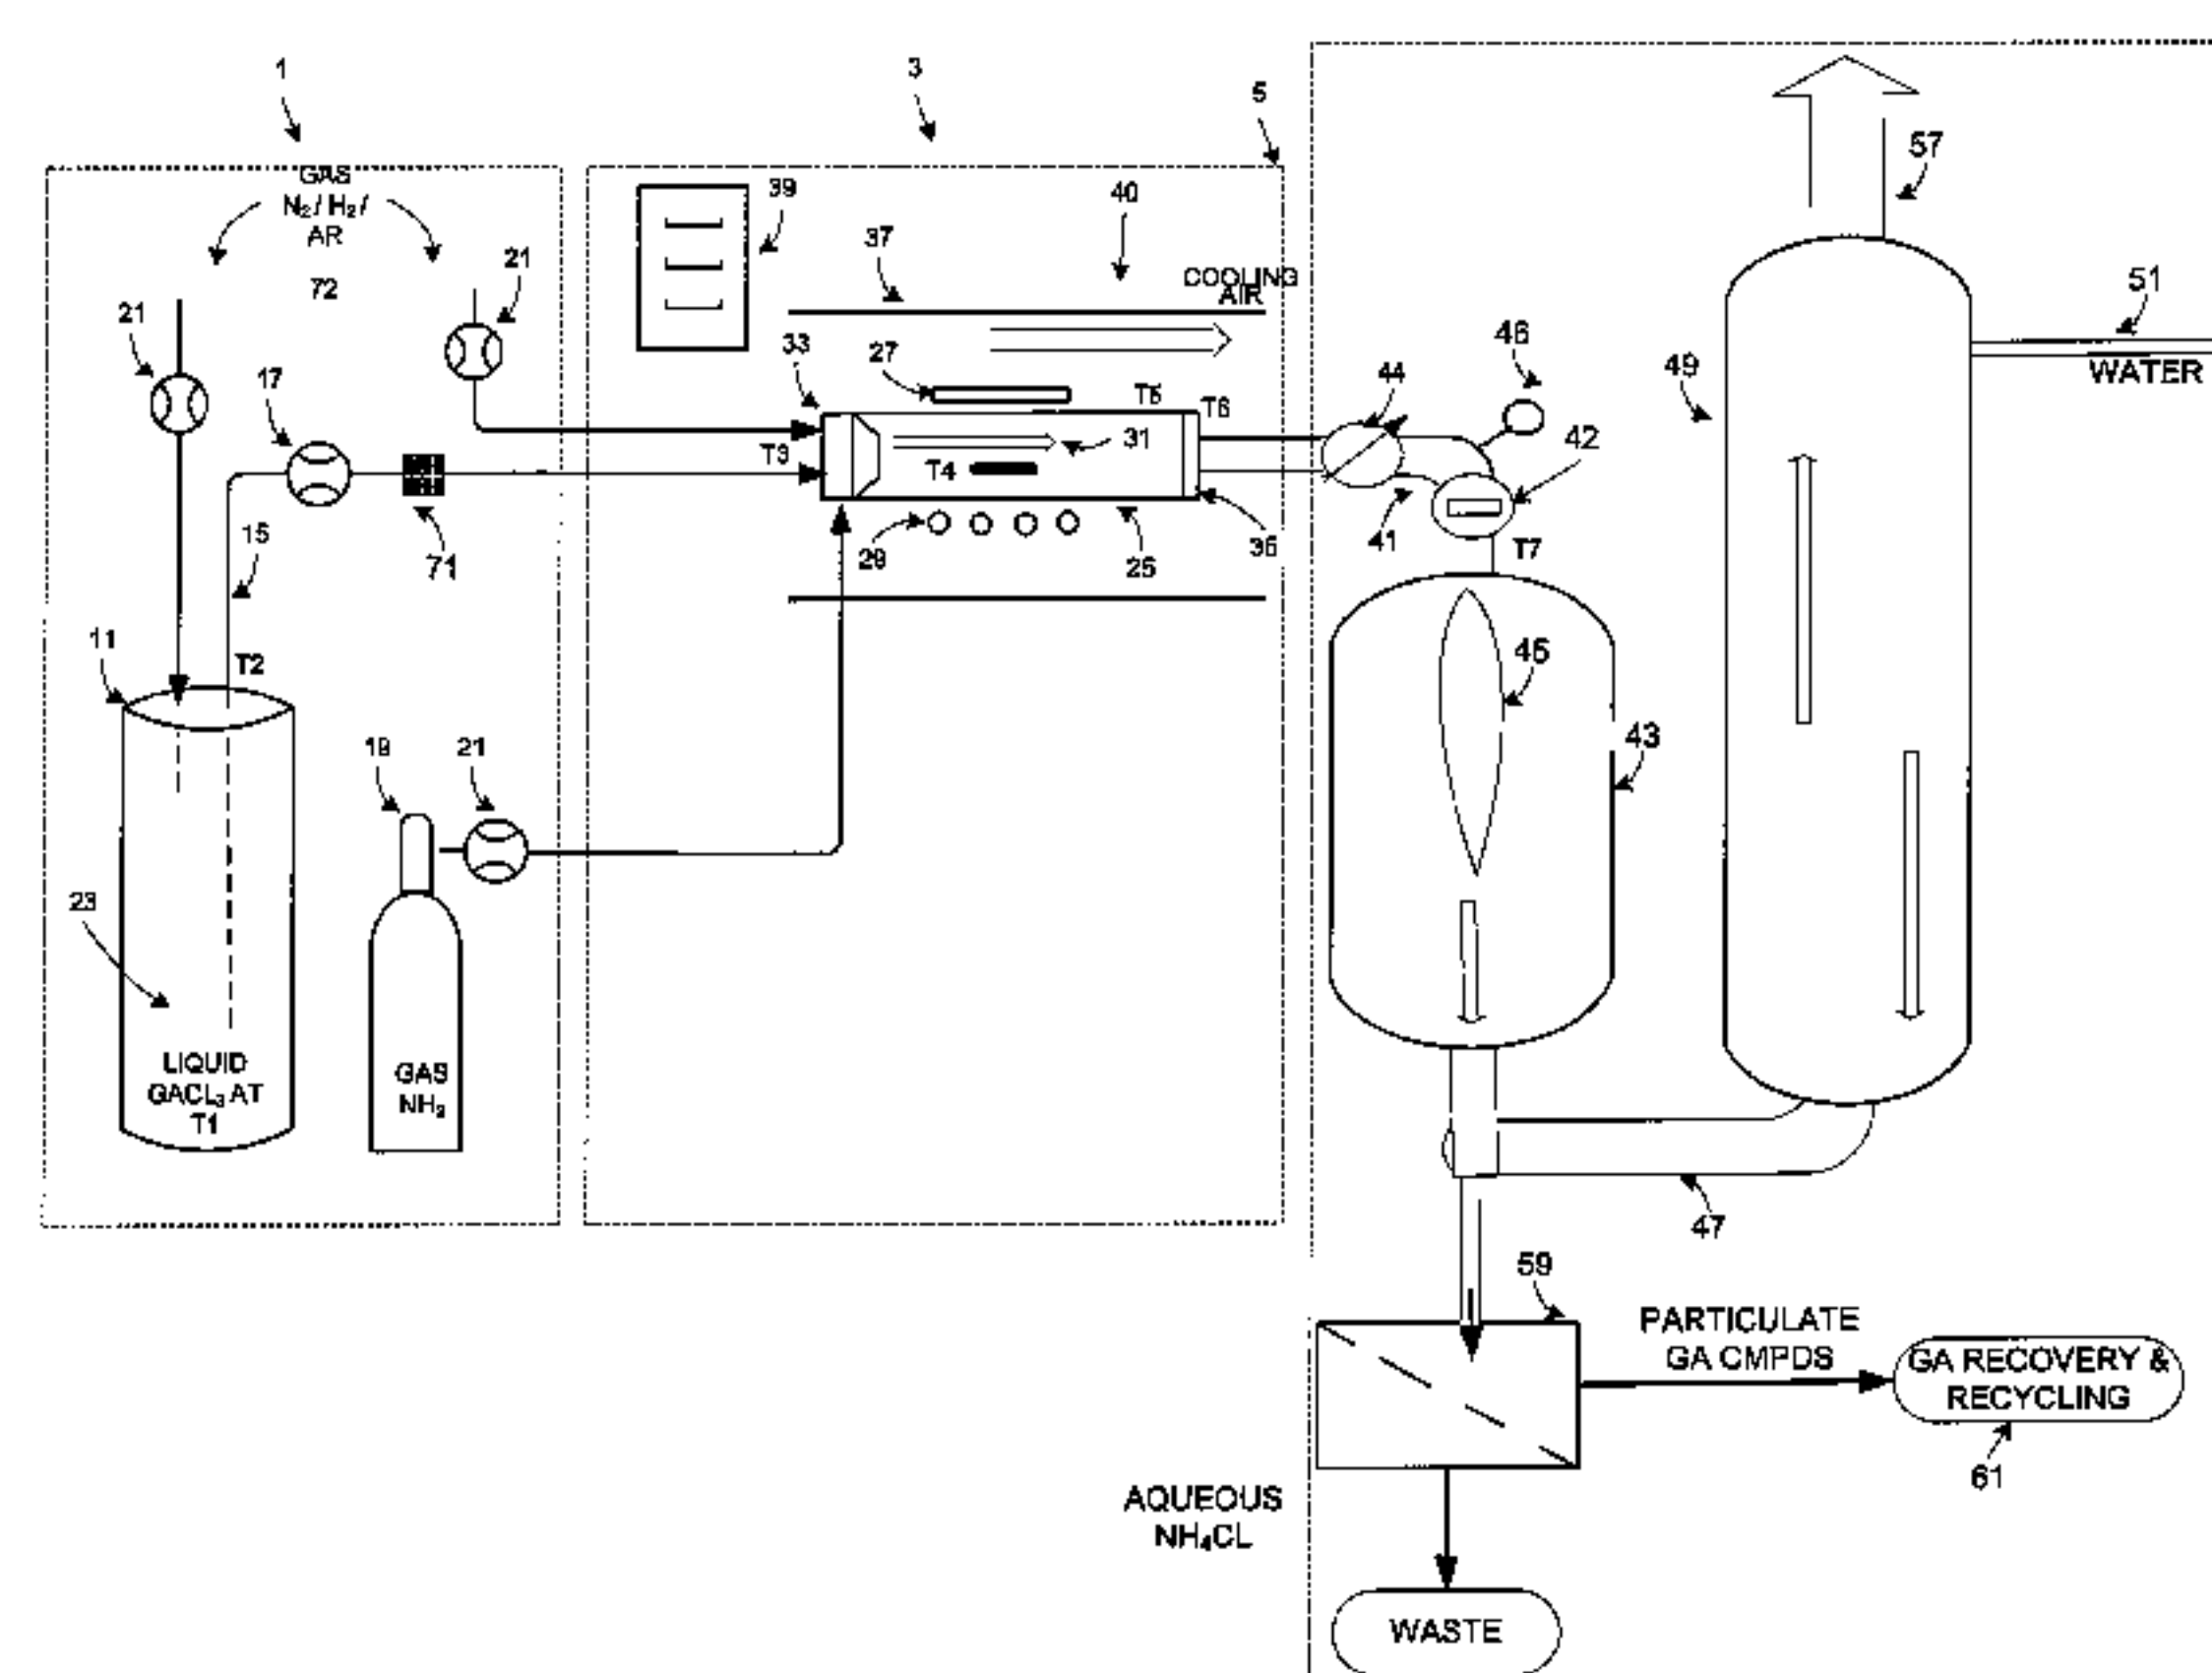 1
3
5
GAS
N₂/ H₂/
AR
72
21
21
17
71
15
11
T2
23
LIQUID
GACL₃ AT
T1
19
21
GAS
NH₃
39
37
40
COOLING
AIR
33
27
T5
T6
T3
31
T4
29
25
35
44
46
42
41
T7
45
43
49
57
51
WATER
47
59
PARTICULATE
GA CMPDS
GA RECOVERY &
RECYCLING
61
AQUEOUS
NH₄CL
WASTE